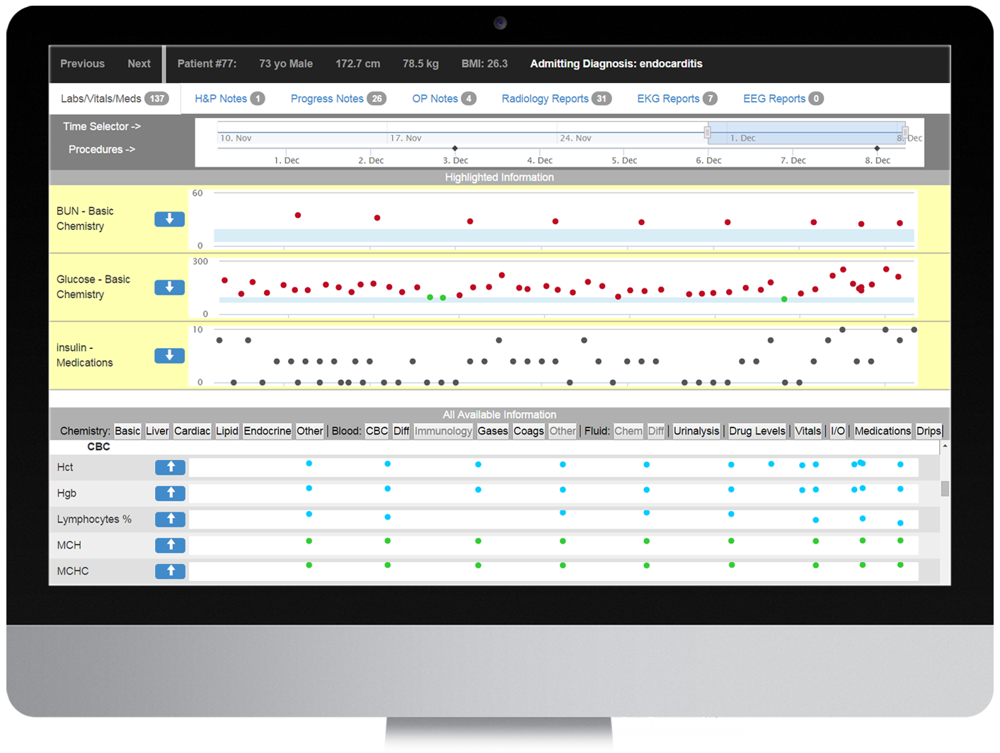 Previous Next Patient #77: 73 yo Male 172.7 cm 78.5 kg BMI: 26.3 Admitting Diagnosis: endocarditis
Labs/Vitals/Meds 137 H&P Notes 1 Progress Notes 26 OP Notes 4 Radiology Reports 31 EKG Reports 7 EEG Reports 0
Time Selector ->
10. Nov 17. Nov 24. Nov 1. Dec 8. Dec
Procedures ->
1. Dec 2. Dec 3. Dec 4. Dec 5. Dec 6. Dec 7. Dec 8. Dec
Highlighted Information
60
BUN - Basic
Chemistry
0
300
Glucose - Basic
Chemistry
0
10
insulin -
Medications
0
All Available Information
Chemistry: Basic Liver Cardiac Lipid Endocrine Other | Blood: CBC Diff Immunology Gases Coags Other | Fluid: Chem Diff | Urinalysis | Drug Levels | Vitals | I/O | Medications Drips|
CBC
Hct
Hgb
Lymphocytes %
MCH
MCHC